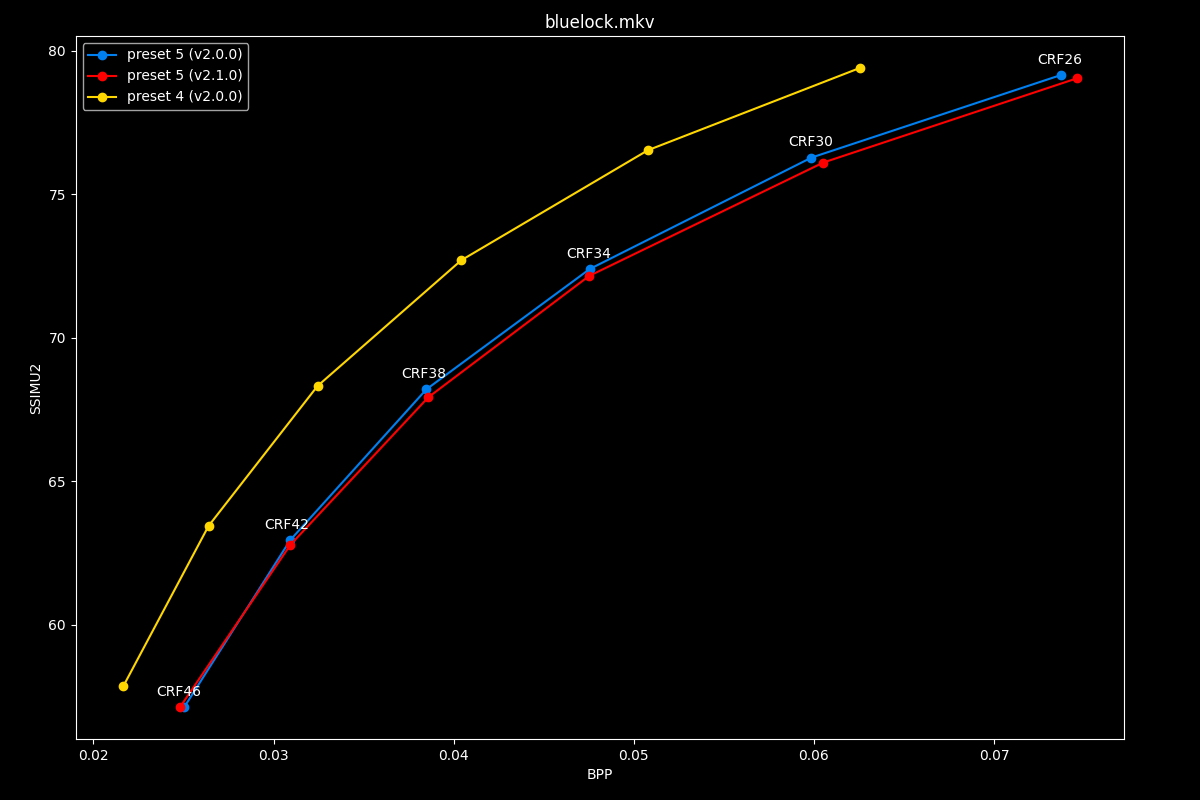 bluelock.mkv
preset 5 (v2.0.0)
preset 5 (v2.1.0)
preset 4 (v2.0.0)
CRF26
CRF30
CRF34
CRF38
CRF42
CRF46
80
75
70
65
60
SSIMU2
0.02 0.03 0.04 0.05 0.06 0.07
BPP